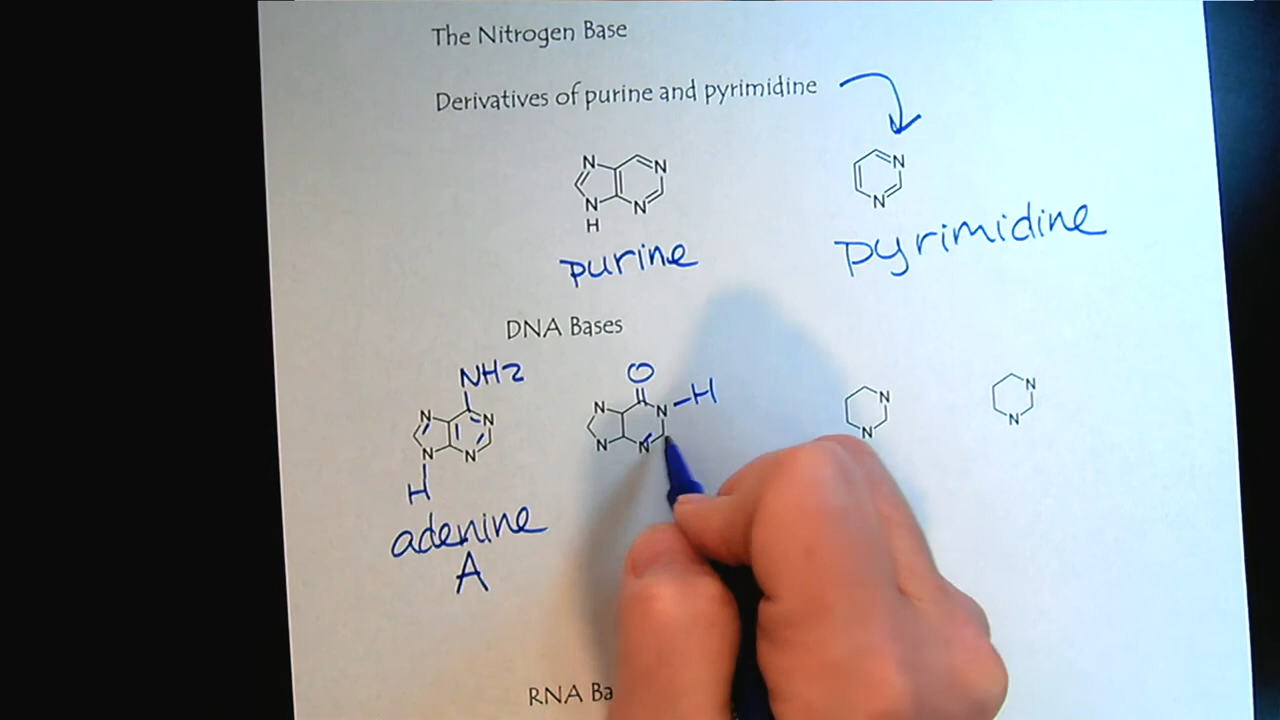 The Nitrogen Base
Derivatives of purine and pyrimidine
N N N N H
N N
purine
pyrimidine
DNA Bases
NH2
N N N N
H
adenine
A
O
N N H
N N
N N
N N
RNA Ba